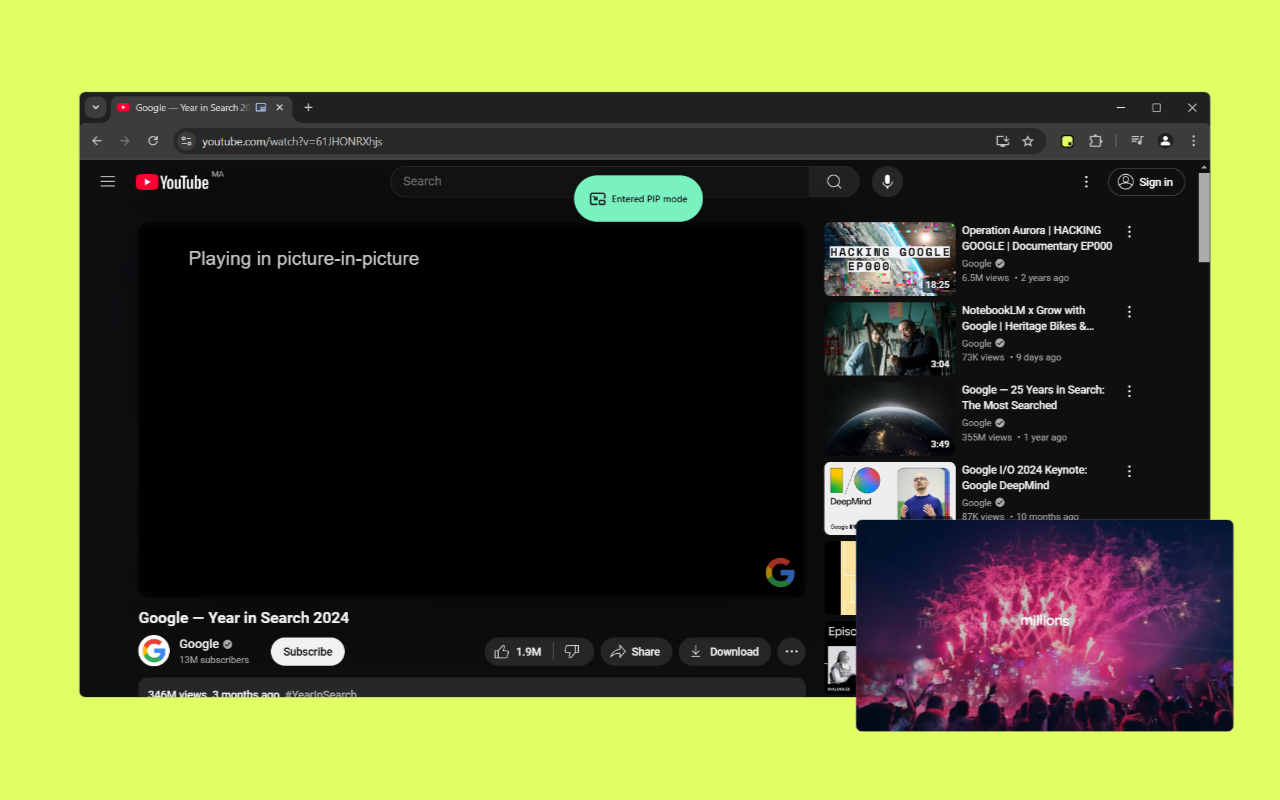 Google — Year in Search 20
youtube.com/watch?v=61JHONRXhjs
YouTube MA
Search
Sign in
Entered PIP mode
Playing in picture-in-picture
HACKING GOOGLE
EP000
18:25
Operation Aurora | HACKING
GOOGLE | Documentary EP000
Google
6.5M views • 2 years ago
3:04
NotebookLM x Grow with
Google | Heritage Bikes &...
Google
73K views • 9 days ago
3:49
Google — 25 Years in Search:
The Most Searched
Google
355M views • 1 year ago
I/O
DeepMind
Google I/O 2024 Keynote:
Google DeepMind
Google
87K views • 10 months ago
Episo
DIALOGUES
millions
Google — Year in Search 2024
Google
13M subscribers
Subscribe
1.9M
Share
Download
346M views 3 months ago #YearInSearch